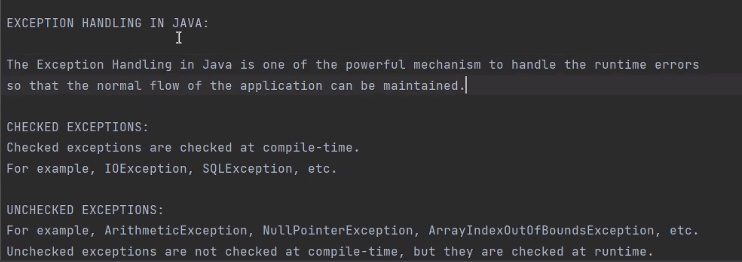 EXCEPTION HANDLING IN JAVA:
The Exception Handling in Java is one of the powerful mechanism to handle the runtime errors
so that the normal flow of the application can be maintained.
CHECKED EXCEPTIONS:
Checked exceptions are checked at compile-time.
For example, IOException, SQLException, etc.
UNCHECKED EXCEPTIONS:
For example, ArithmeticException, NullPointerException, ArrayIndexOutOfBoundsException, etc.
Unchecked exceptions are not checked at compile-time, but they are checked at runtime.